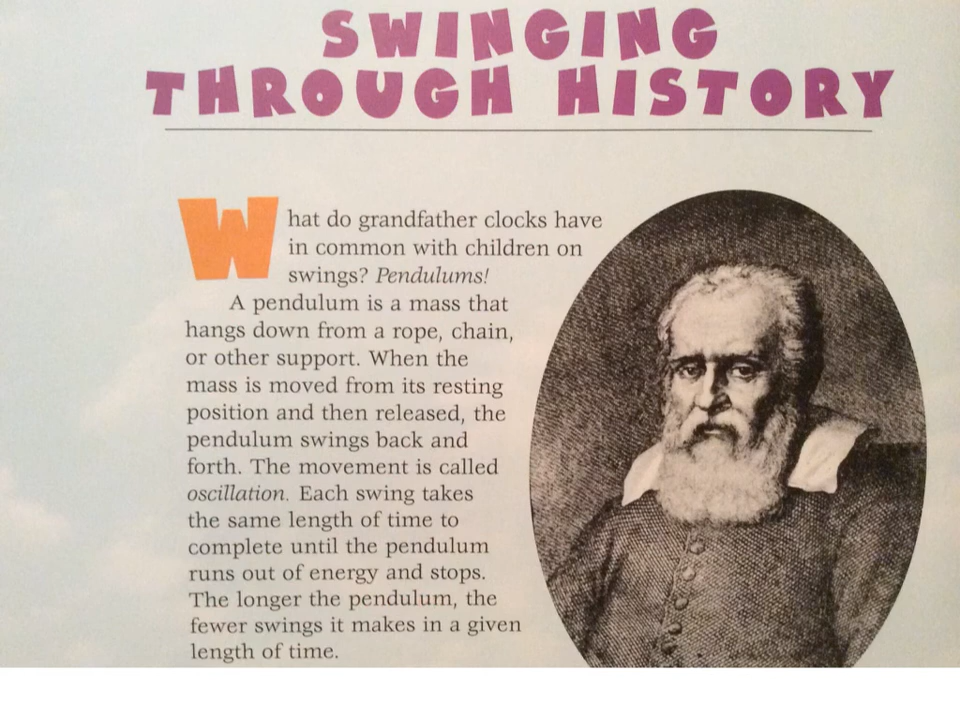 SWINGING
THROUGH HISTORY
What do grandfather clocks have
in common with children on
swings? Pendulums!
A pendulum is a mass that
hangs down from a rope, chain,
or other support. When the
mass is moved from its resting
position and then released, the
pendulum swings back and
forth. The movement is called
oscillation. Each swing takes
the same length of time to
complete until the pendulum
runs out of energy and stops.
The longer the pendulum, the
fewer swings it makes in a given
length of time.